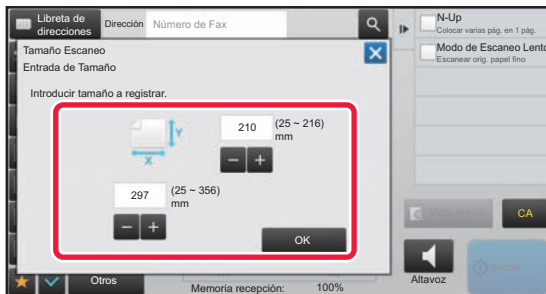 Libreta de
direcciones
Dirección
Número de Fax
N-Up
Colocar varias pág. en 1 pág.
Tamaño Escaneo
Modo de Escaneo Lento
Escanear orig. papel fino
Entrada de Tamaño
Introducir tamaño a registrar.
Y
X
210
(25 ~ 216)
mm
297
(25 ~ 356)
mm
OK
CA
Otros
Memoria recepción:
100%
Altavoz